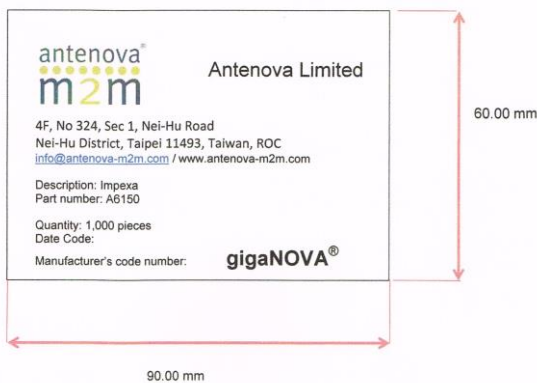 antenova®
m2m
Antenova Limited
4F, No 324, Sec 1, Nei-Hu Road
Nei-Hu District, Taipei 11493, Taiwan, ROC
info@antenova-m2m.com / www.antenova-m2m.com
Description: Impexa
Part number: A6150
Quantity: 1,000 pieces
Date Code:
Manufacturer's code number: gigaNOVA®
60.00 mm
90.00 mm